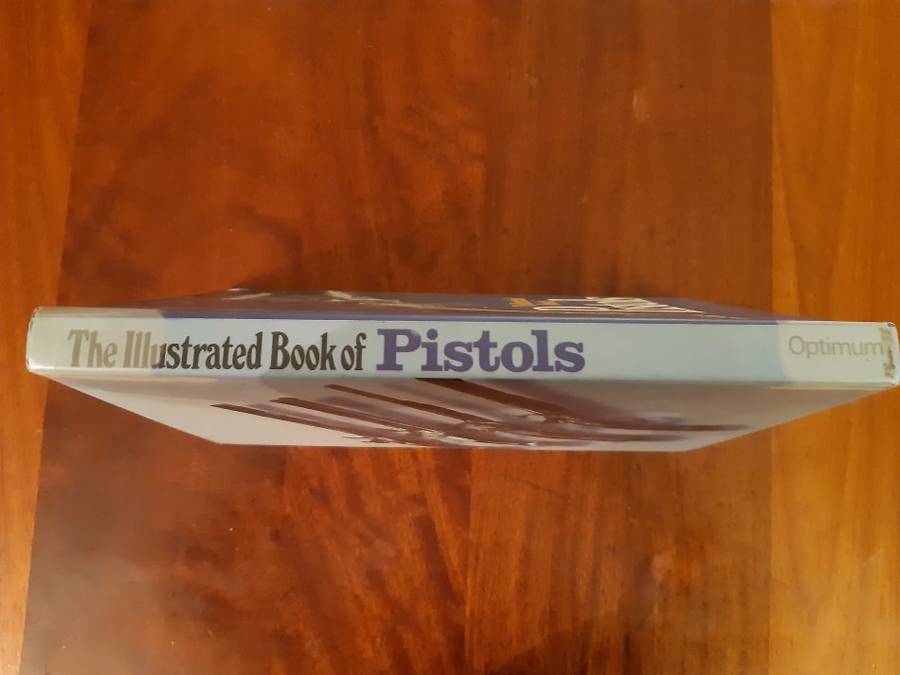 The Illustrated Book of Pistols
Optimum